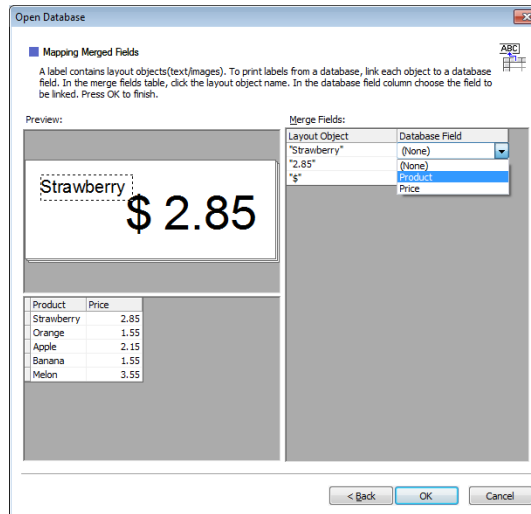 Open Database
Mapping Merged Fields
ABC
A label contains layout objects(text/images). To print labels from a database, link each object to a database
field. In the merge fields table, click the layout object name. In the database field column choose the field to
be linked. Press OK to finish.
Preview:
Strawberry
$ 2.85
Product Price
Strawberry 2.85
Orange 1.55
Apple 2.15
Banana 1.55
Melon 3.55
Merge Fields:
Layout Object Database Field
"Strawberry" (None)
"2.85" (None)
"$" Product
Price
< Back OK Cancel